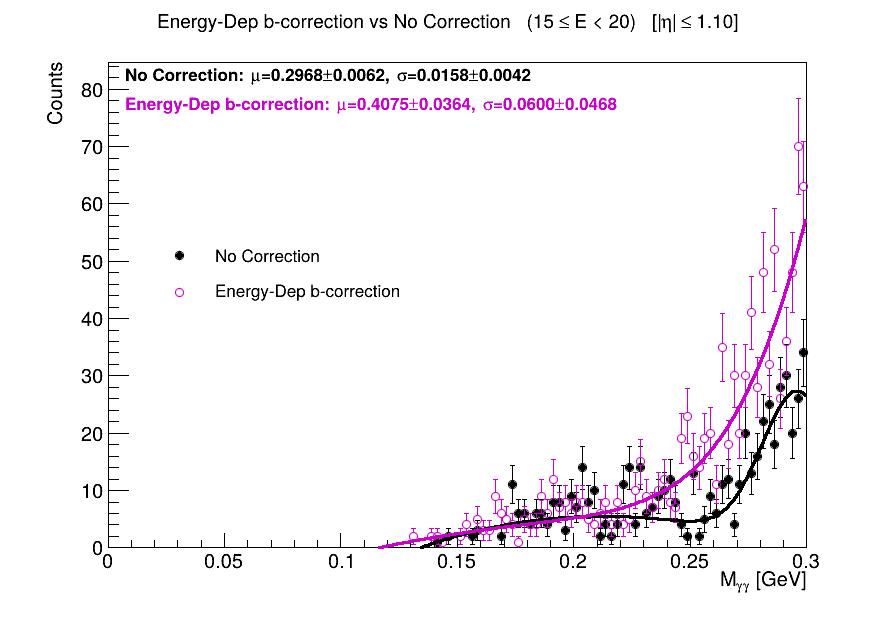 Energy-Dep b-correction vs No Correction (15 ≤ E < 20) [|η| ≤ 1.10]
Counts
No Correction: μ=0.2968±0.0062, σ=0.0158±0.0042
Energy-Dep b-correction: μ=0.4075±0.0364, σ=0.0600±0.0468
80
70
60
50
40
30
20
10
0
No Correction
Energy-Dep b-correction
0 0.05 0.1 0.15 0.2 0.25 0.3
Mγγ [GeV]